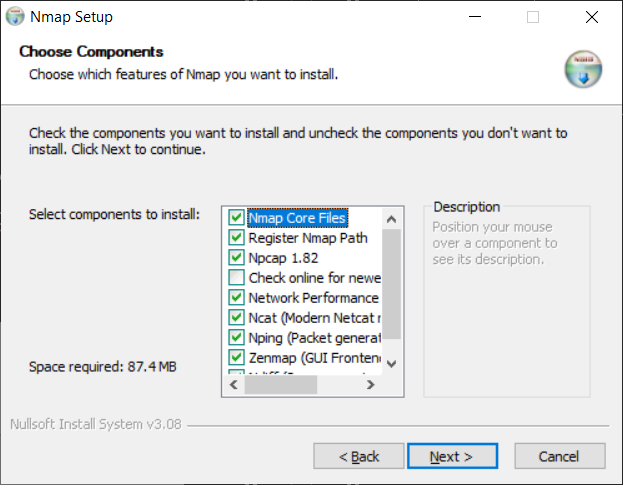 Nmap Setup
Choose Components
Choose which features of Nmap you want to install.
Check the components you want to install and uncheck the components you don't want to
install. Click Next to continue.
Select components to install:
Nmap Core Files
Register Nmap Path
Npcap 1.82
Check online for newe
Network Performance
Ncat (Modern Netcat r
Nping (Packet generat
Zenmap (GUI Frontend
Description
Position your mouse
over a component to
see its description.
Space required: 87.4 MB
Nullsoft Install System v3.08
< Back
Next >
Cancel